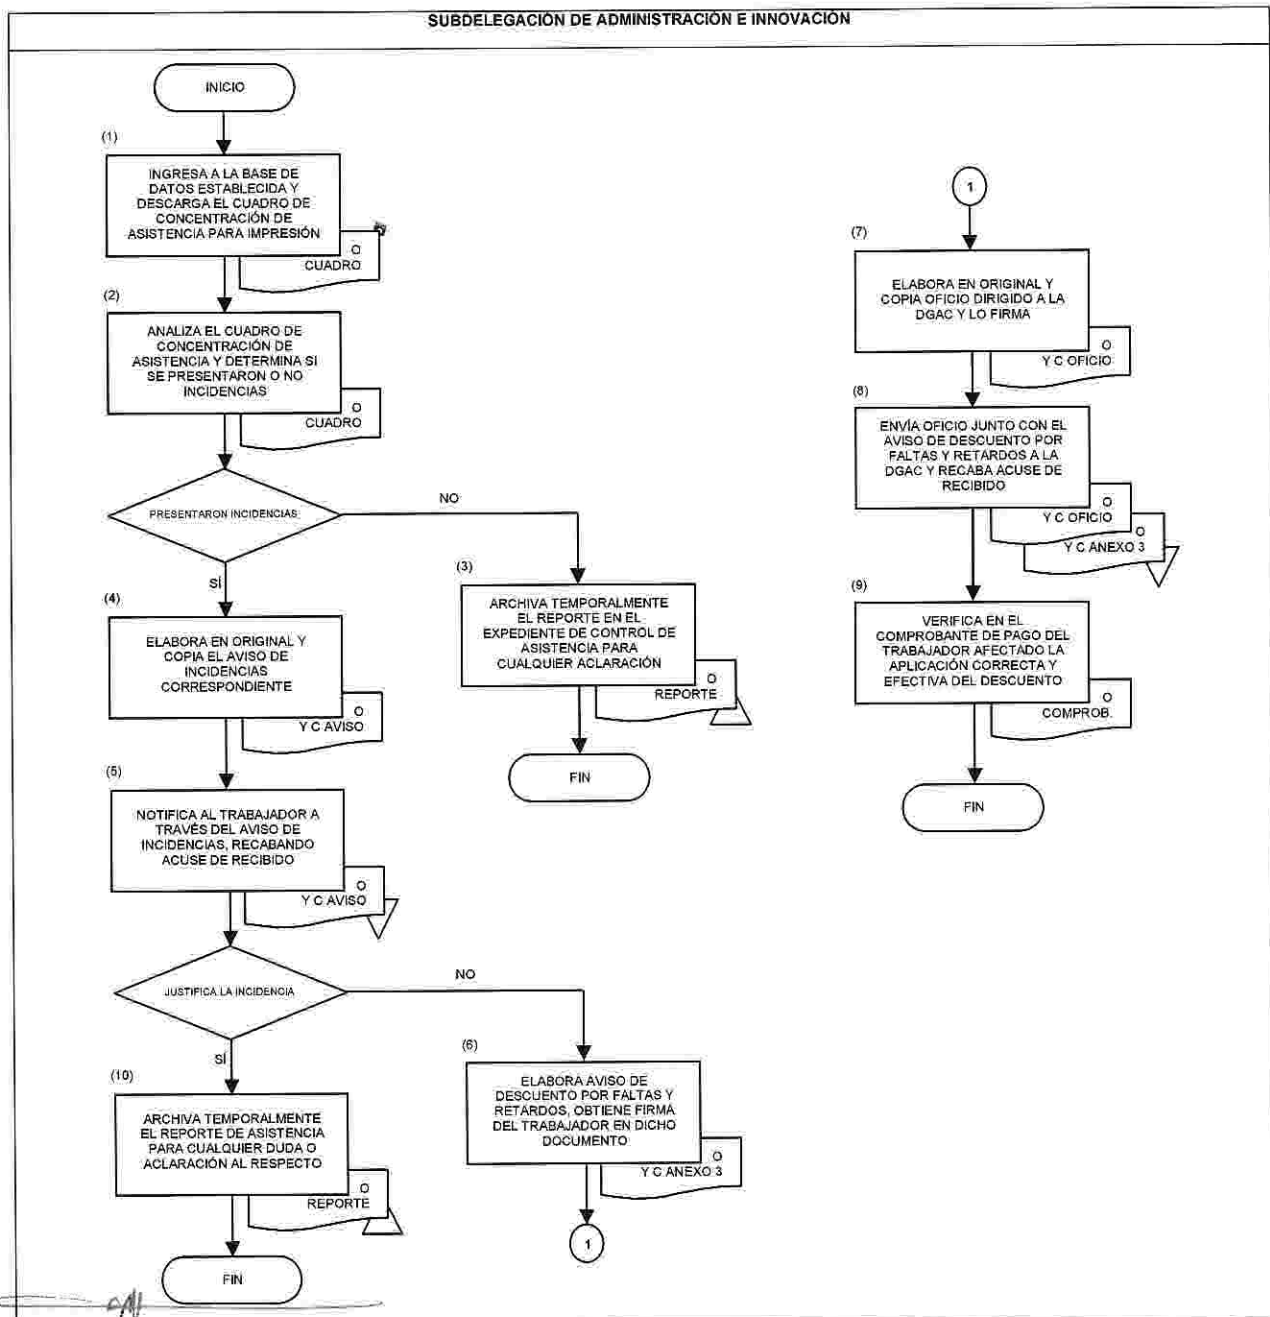 SUBDELEGACIÓN DE ADMINISTRACIÓN E INNOVACIÓN
INICIO
(1)
INGRESA A LA BASE DE
DATOS ESTABLECIDA Y
DESCARGA EL CUADRO DE
CONCENTRACIÓN DE
ASISTENCIA PARA IMPRESIÓN
O
CUADRO
(2)
ANALIZA EL CUADRO DE
CONCENTRACIÓN DE
ASISTENCIA Y DETERMINA SI
SE PRESENTARON O NO
INCIDENCIAS
O
CUADRO
PRESENTARON INCIDENCIAS
NO
SÍ
(3)
ARCHIVA TEMPORALMENTE
EL REPORTE EN EL
EXPEDIENTE DE CONTROL DE
ASISTENCIA PARA
CUALQUIER ACLARACIÓN
O
REPORTE
FIN
(4)
ELABORA EN ORIGINAL Y
COPIA EL AVISO DE
INCIDENCIAS
CORRESPONDIENTE
O
Y C AVISO
(5)
NOTIFICA AL TRABAJADOR A
TRAVÉS DEL AVISO DE
INCIDENCIAS, RECABANDO
ACUSE DE RECIBIDO
O
Y C AVISO
JUSTIFICA LA INCIDENCIA
NO
SÍ
(10)
ARCHIVA TEMPORALMENTE
EL REPORTE DE ASISTENCIA
PARA CUALQUIER DUDA O
ACLARACIÓN AL RESPECTO
O
REPORTE
FIN
(6)
ELABORA AVISO DE
DESCUENTO POR FALTAS Y
RETARDOS, OBTIENE FIRMA
DEL TRABAJADOR EN DICHO
DOCUMENTO
O
Y C ANEXO 3
1
1
(7)
ELABORA EN ORIGINAL Y
COPIA OFICIO DIRIGIDO A LA
DGAC Y LO FIRMA
O
Y C OFICIO
(8)
ENVÍA OFICIO JUNTO CON EL
AVISO DE DESCUENTO POR
FALTAS Y RETARDOS A LA
DGAC Y RECABA ACUSE DE
RECIBIDO
O
Y C OFICIO
O
Y C ANEXO 3
(9)
VERIFICA EN EL
COMPROBANTE DE PAGO DEL
TRABAJADOR AFECTADO LA
APLICACIÓN CORRECTA Y
EFECTIVA DEL DESCUENTO
O
COMPROB.
FIN